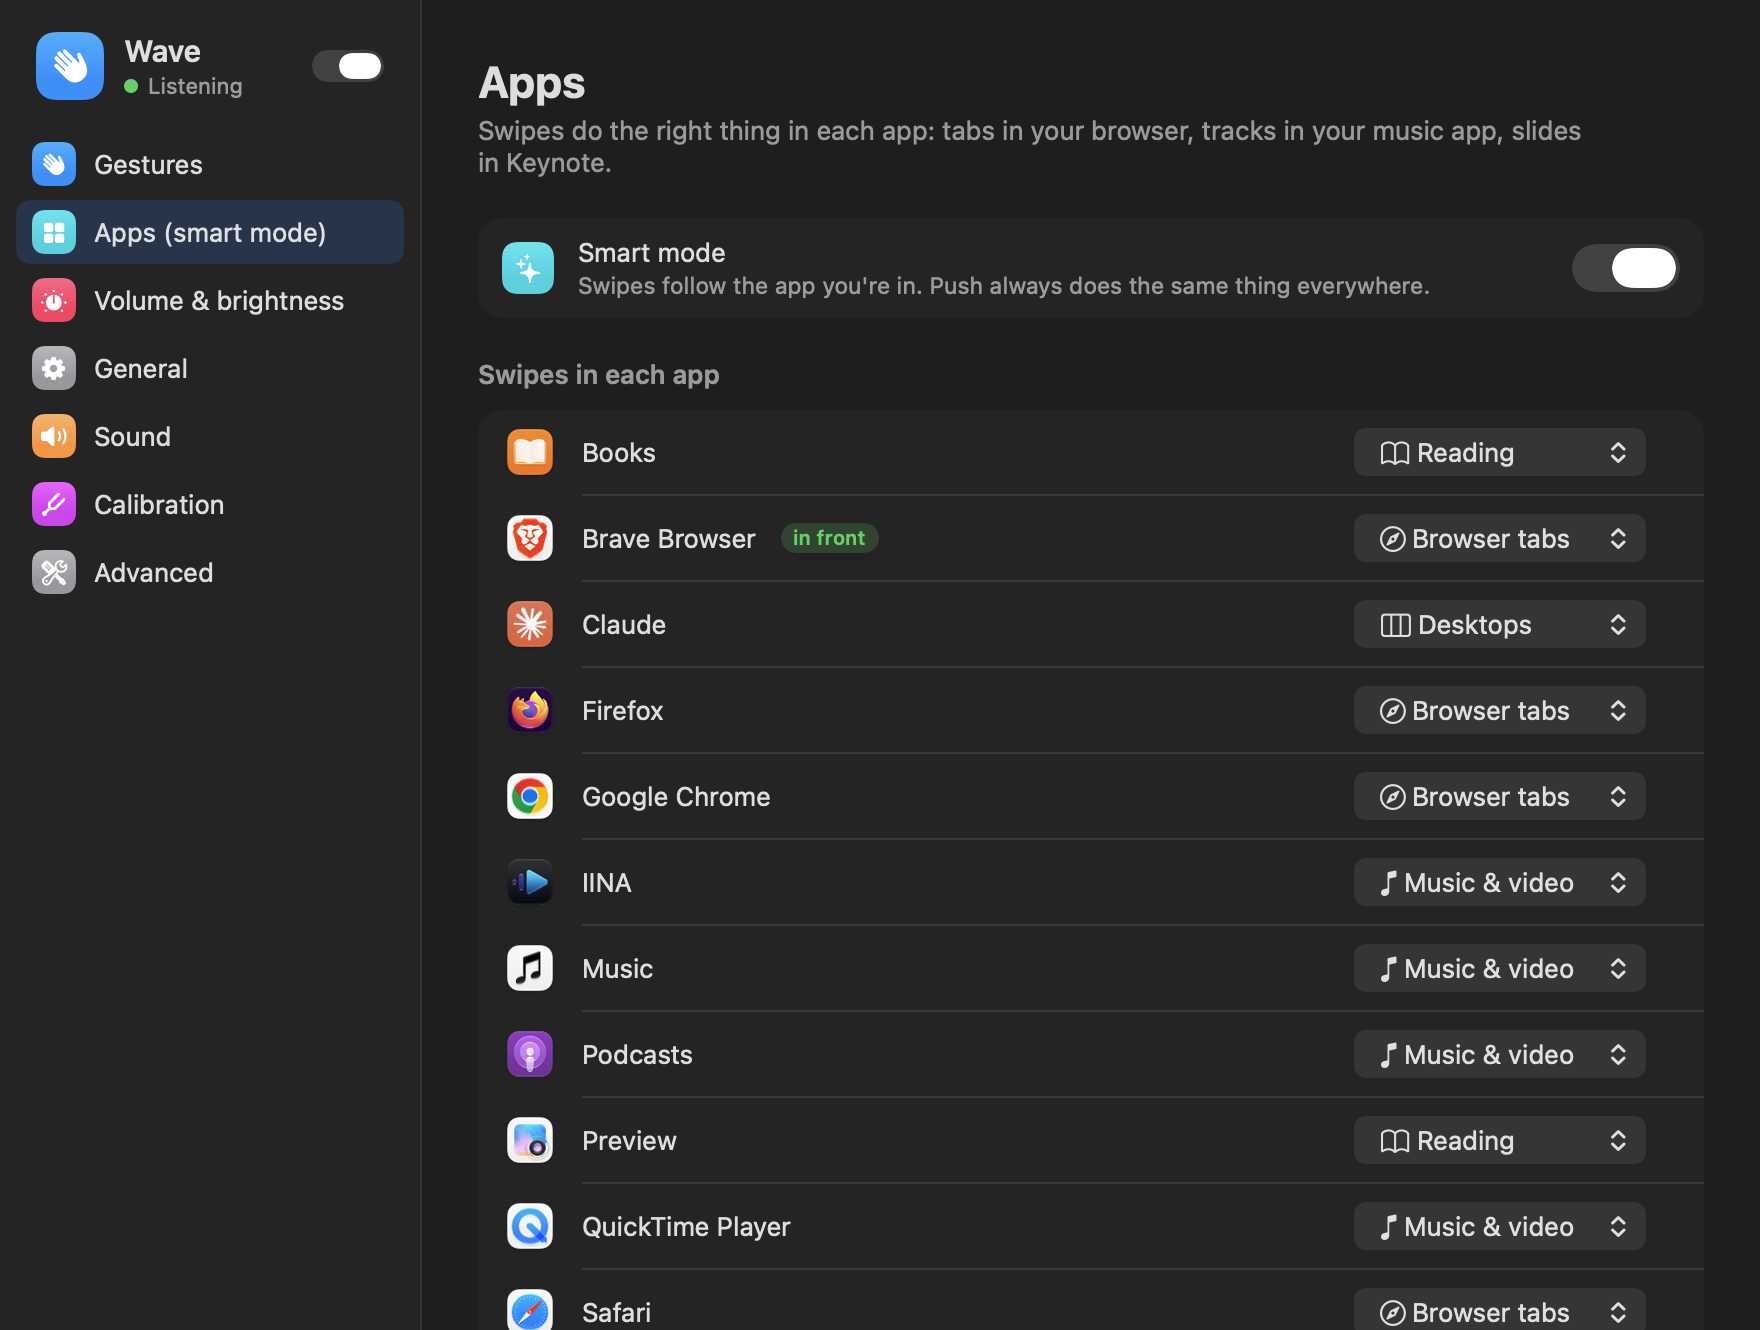 Wave
Listening
Gestures
Apps (smart mode)
Volume & brightness
General
Sound
Calibration
Advanced
Apps
Swipes do the right thing in each app: tabs in your browser, tracks in your music app, slides
in Keynote.
Smart mode
Swipes follow the app you're in. Push always does the same thing everywhere.
Swipes in each app
Books Reading
Brave Browser in front Browser tabs
Claude Desktops
Firefox Browser tabs
Google Chrome Browser tabs
IINA Music & video
Music Music & video
Podcasts Music & video
Preview Reading
QuickTime Player Music & video
Safari Browser tabs